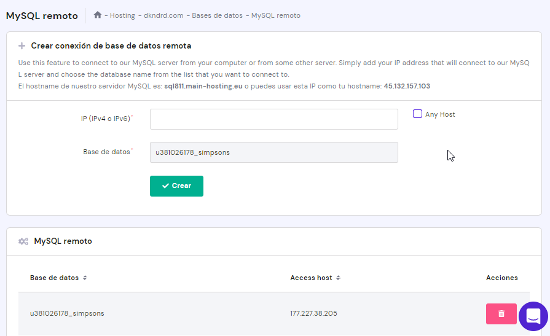 MySQL remoto - Hosting - dkndrd.com - Bases de datos - MySQL remoto
Crear conexión de base de datos remota
Use this feature to connect to our MySQL server from your computer or from some other server. Simply add your IP address that will connect to our MySQ
L server and choose the database name from the list that you want to connect to.
El hostname de nuestro servidor MySQL es: sql811.main-hosting.eu o puedes usar esta IP como tu hostname: 45.132.157.103
IP (IPv4 o IPv6)* Any Host
Base de datos* u381026178_simpsons
Crear
MySQL remoto
Base de datos Access host Acciones
u381026178_simpsons 177.227.38.205